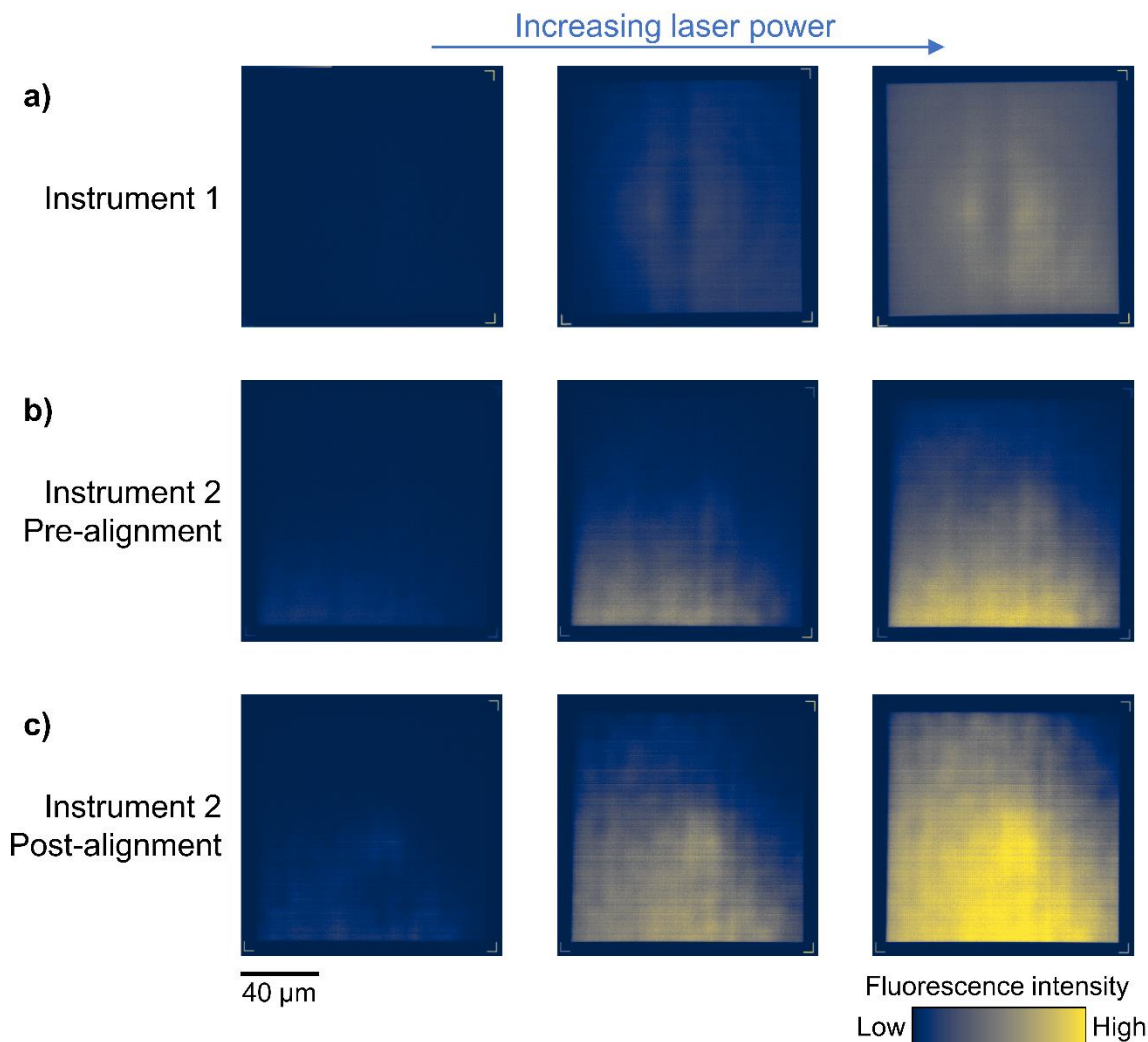 Increasing laser power
a)
Instrument 1
b)
Instrument 2
Pre-alignment
c)
Instrument 2
Post-alignment
40 µm
Fluorescence intensity
Low High